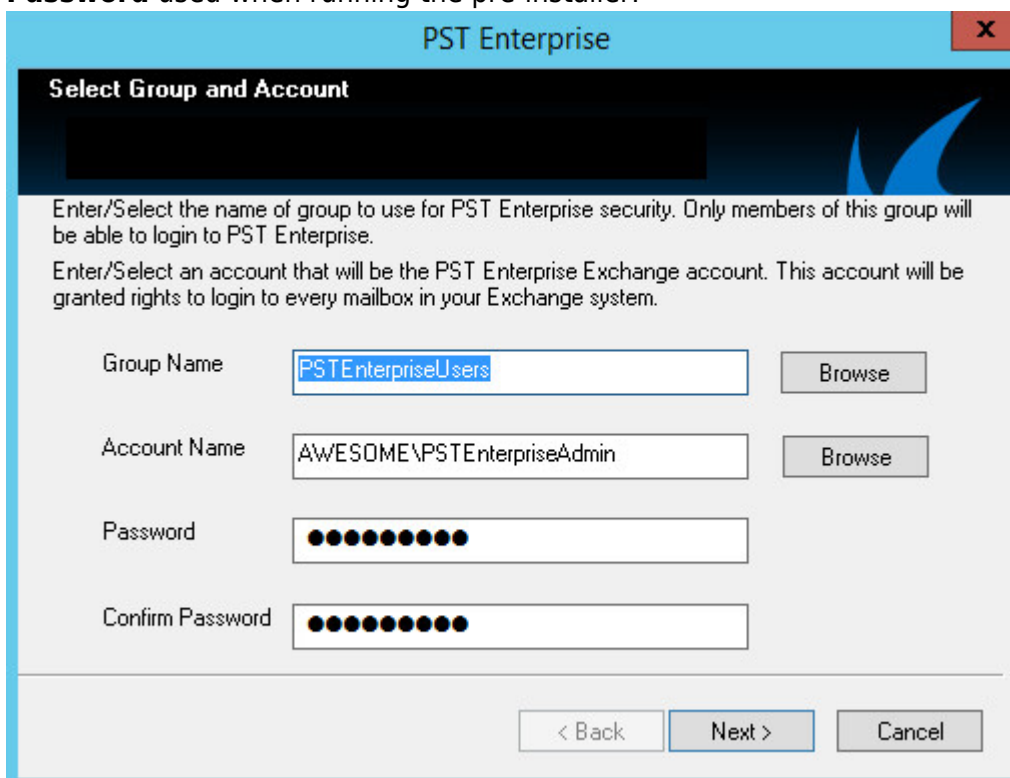 Password used when running the pre-installer.
PST Enterprise
x
Select Group and Account
Enter/Select the name of group to use for PST Enterprise security. Only members of this group will
be able to login to PST Enterprise.
Enter/Select an account that will be the PST Enterprise Exchange account. This account will be
granted rights to login to every mailbox in your Exchange system.
Group Name
PSTEnterpriseUsers
Browse
Account Name
AWESOME\PSTEnterpriseAdmin
Browse
Password
●●●●●●●●●
Confirm Password
●●●●●●●●●
< Back
Next >
Cancel